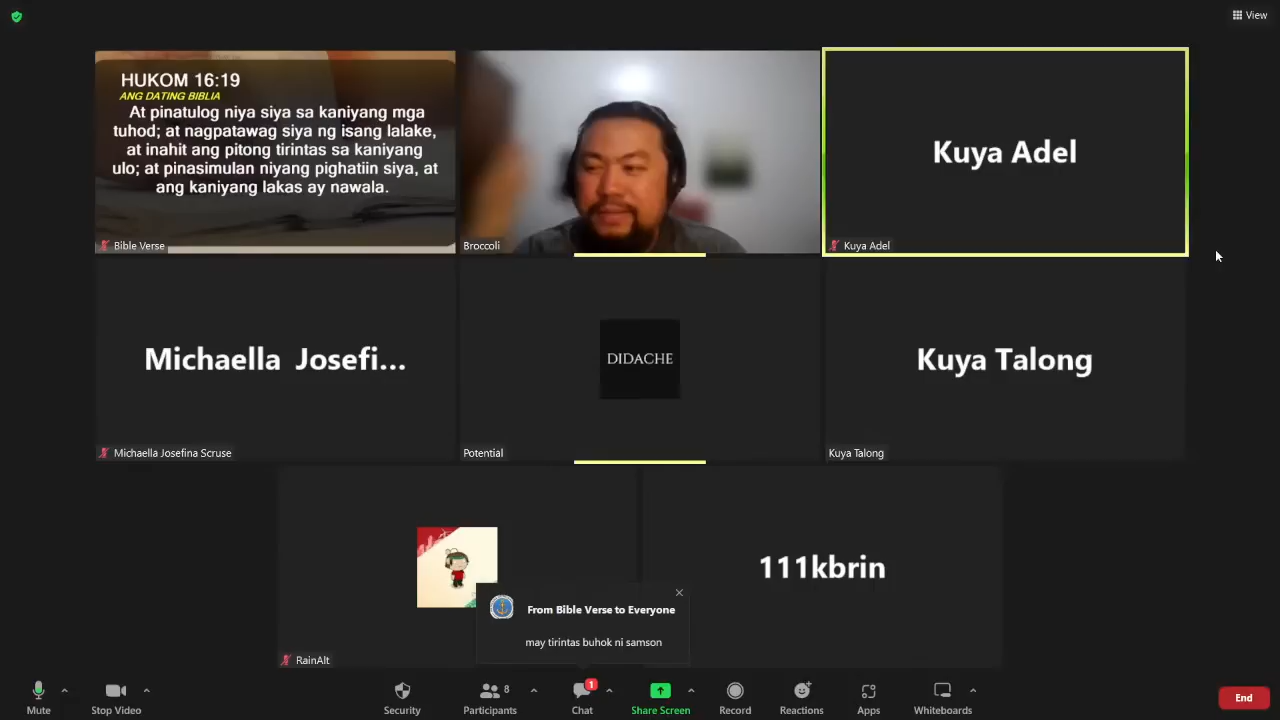 View
HUKOM 16:19
ANG DATING BIBLIA
At pinatulog niya siya sa kaniyang mga
tuhod; at nagpatawag siya ng isang lalake,
at inahit ang pitong tirintas sa kaniyang
ulo; at pinasimulan niyang pighatiin siya, at
ang kaniyang lakas ay nawala.
Bible Verse
Broccoli
Kuya Adel
Kuya Adel
Michaella Josefi...
Michaella Josefina Scruse
DIDACHE
Potential
Kuya Talong
Kuya Talong
RainAlt
111kbrin
From Bible Verse to Everyone
may tirintas buhok ni samson
Mute
Stop Video
Security
Participants
8
Chat
1
Share Screen
Record
Reactions
Apps
Whiteboards
End